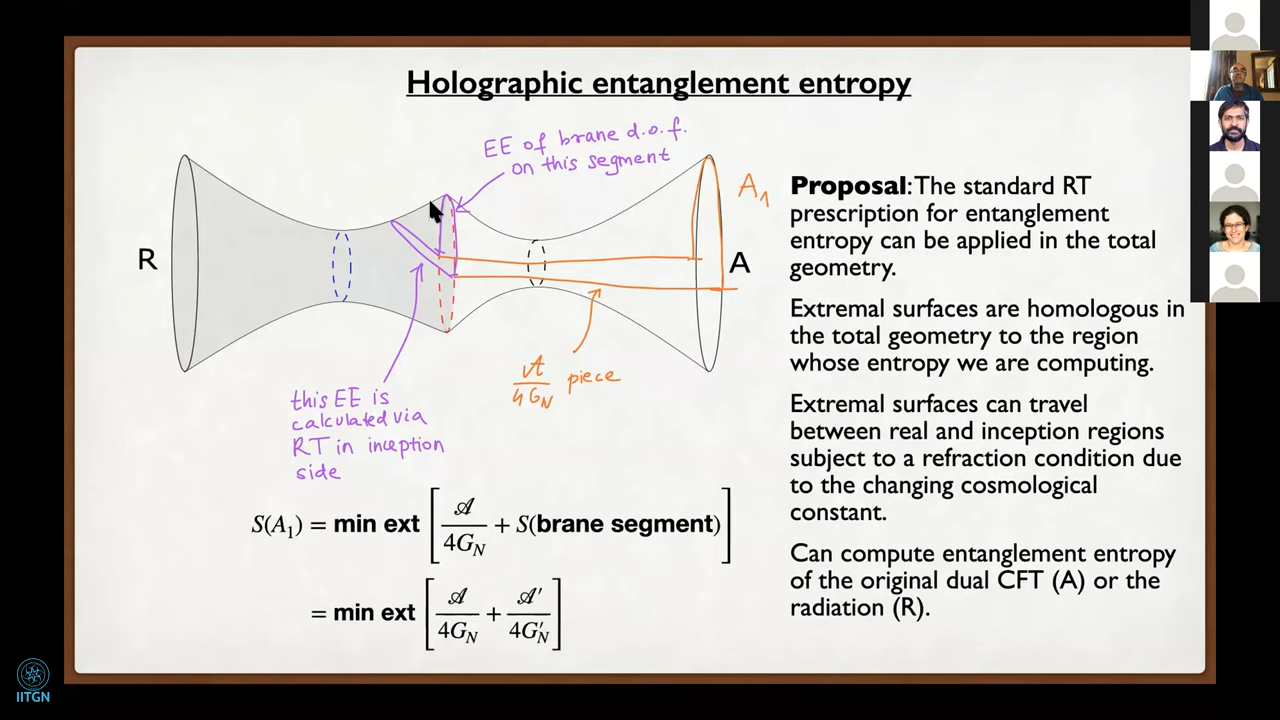 Holographic entanglement entropy
EE of brane d.o.f.
on this segment
A₁
R
A
𝒜/4G_N piece
this EE is
calculated via
RT in inception
side
S(A₁) = min ext [𝒜/4G_N + S(brane segment)]
= min ext [𝒜/4G_N + 𝒜'/4G'_N]
Proposal: The standard RT
prescription for entanglement
entropy can be applied in the total
geometry.
Extremal surfaces are homologous in
the total geometry to the region
whose entropy we are computing.
Extremal surfaces can travel
between real and inception regions
subject to a refraction condition due
to the changing cosmological
constant.
Can compute entanglement entropy
of the original dual CFT (A) or the
radiation (R).
IITGN